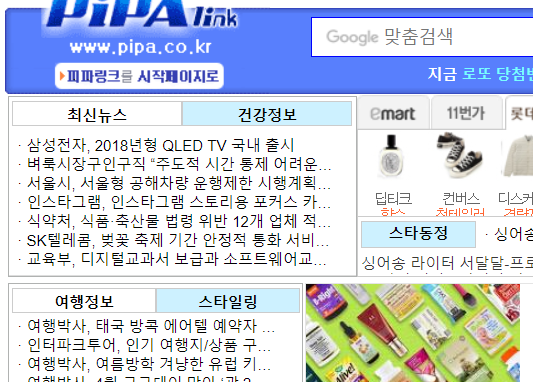 PiPA link
www.pipa.co.kr
피파링크를 시작페이지로
Google 맞춤검색
지금 로또 당첨번
최신뉴스 건강정보
· 삼성전자, 2018년형 QLED TV 국내 출시
· 벼룩시장구인구직 “주도적 시간 통제 어려운...
· 서울시, 서울형 공해차량 운행제한 시행계획...
· 인스타그램, 인스타그램 스토리용 포커스 카...
· 식약처, 식품·축산물 법령 위반 12개 업체 적...
· SK텔레콤, 벚꽃 축제 기간 안정적 통화 서비...
· 교육부, 디지털교과서 보급과 소프트웨어교...
emart 11번가 롯데
딥티크 컨버스 디스커
향수
스타동정 · 싱어송
싱어송 라이터 서달달-프로
여행정보 스타일링
· 여행박사, 태국 방콕 에어텔 예약자 ...
· 인터파크투어, 인기 여행지/상품 구...
· 여행박사, 여름방학 겨냥한 유럽 키...